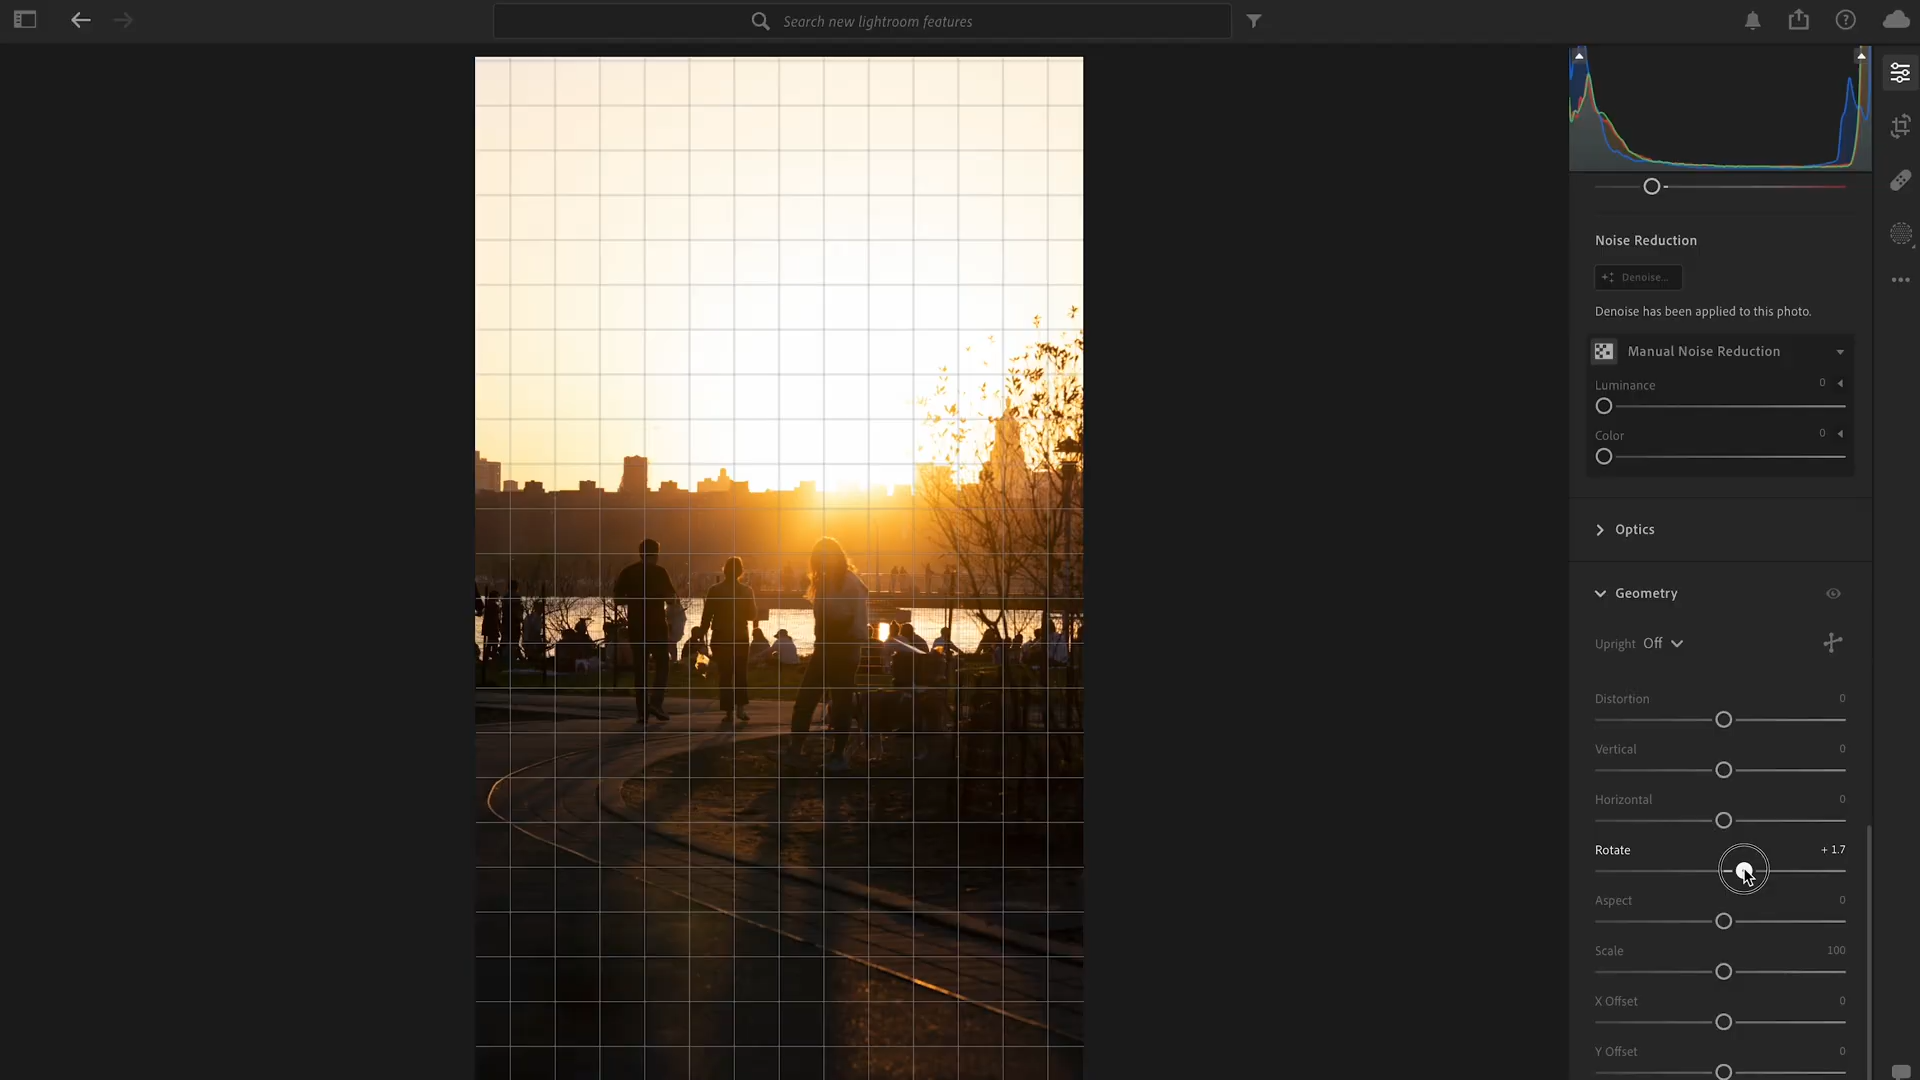 Search new lightroom features
Noise Reduction
Denoise...
Denoise has been applied to this photo.
Manual Noise Reduction
Luminance 0
Color 0
Optics
Geometry
Upright Off
Distortion 0
Vertical 0
Horizontal 0
Rotate + 1.7
Aspect 0
Scale 100
X Offset 0
Y Offset 0